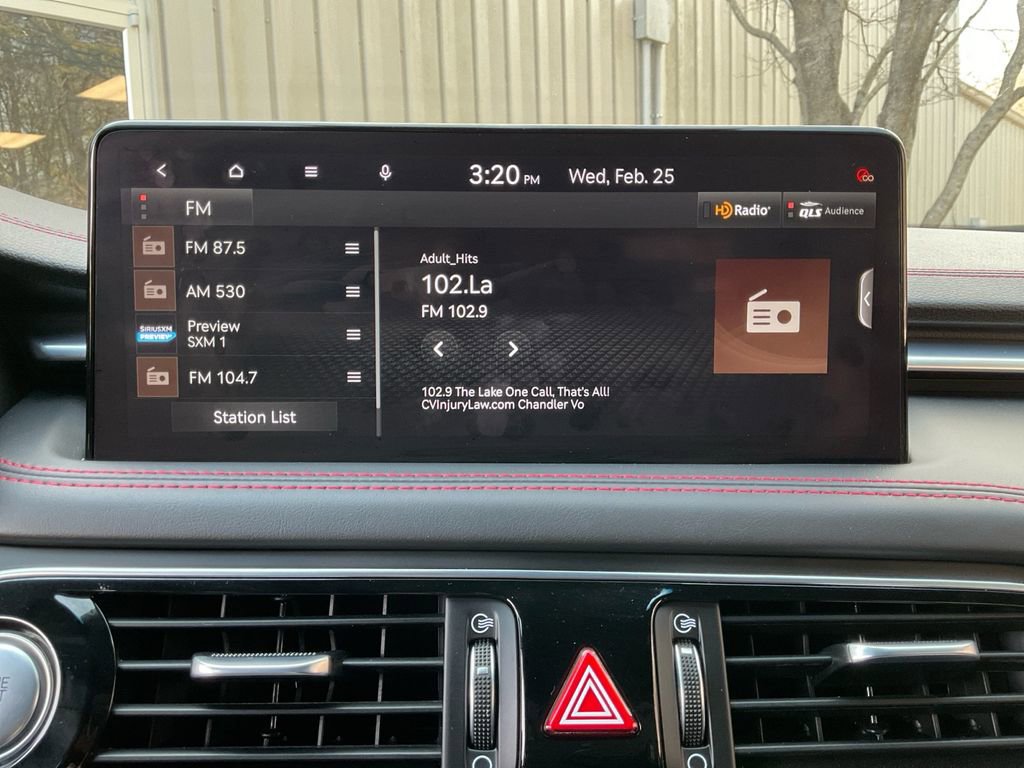 3:20 PM Wed, Feb. 25
FM
HD Radio
QLS Audience
FM 87.5
AM 530
SIRIUSXM
PREVIEW
Preview
SXM 1
FM 104.7
Station List
Adult_Hits
102.La
FM 102.9
102.9 The Lake One Call, That's All!
CVInjuryLaw.com Chandler Vo